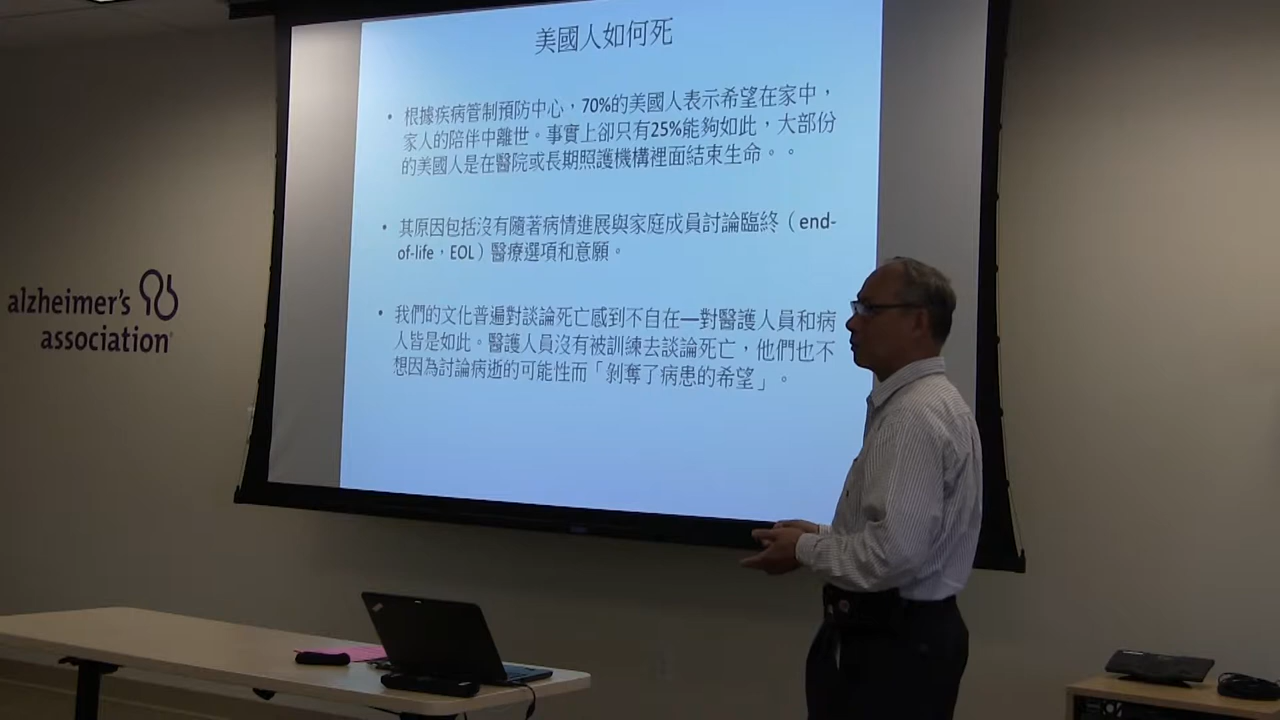 美國人如何死
• 根據疾病管制預防中心，70%的美國人表示希望在家中，
家人的陪伴中離世。事實上卻只有25%能夠如此，大部份
的美國人是在醫院或長期照護機構裡面結束生命。。
• 其原因包括沒有隨著病情進展與家庭成員討論臨終（end-
of-life，EOL）醫療選項和意願。
• 我們的文化普遍對談論死亡感到不自在—對醫護人員和病
人皆是如此。醫護人員沒有被訓練去談論死亡，他們也不
想因為討論病逝的可能性而「剝奪了病患的希望」。
alzheimer's
association®